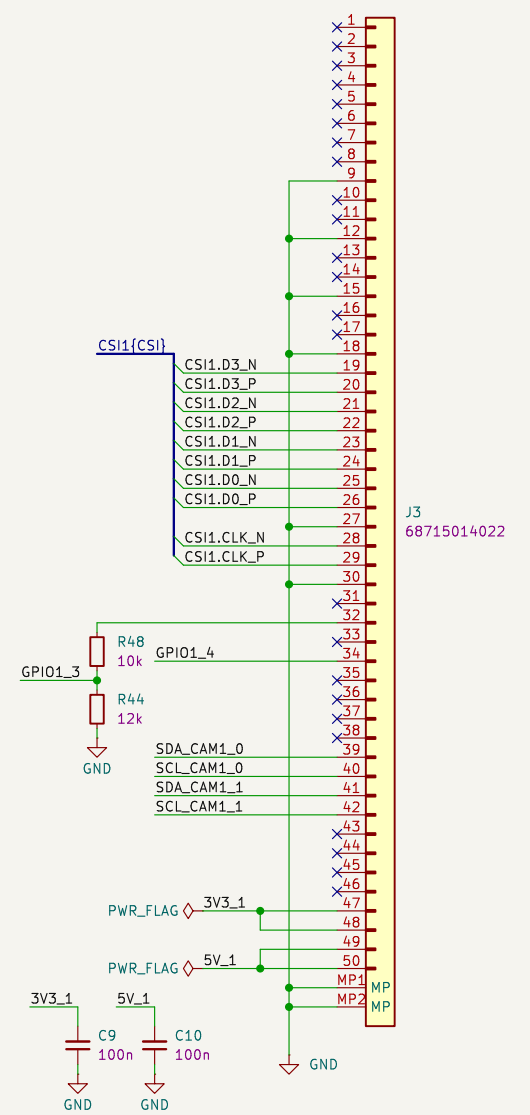 1
2
3
4
5
6
7
8
9
10
11
12
13
14
15
16
17
CSI1{CSI}
18
CSI1.D3_N 19
CSI1.D3_P 20
CSI1.D2_N 21
CSI1.D2_P 22
CSI1.D1_N 23
CSI1.D1_P 24
CSI1.D0_N 25
CSI1.D0_P 26
J3
27
68715014022
CSI1.CLK_N 28
CSI1.CLK_P 29
30
31
32
R48
33
10k
GPIO1_4 34
GPIO1_3
35
R44
36
12k
37
38
SDA_CAM1_0 39
GND
SCL_CAM1_0 40
SDA_CAM1_1 41
SCL_CAM1_1 42
43
44
45
46
PWR_FLAG 3V3_1 47
48
49
PWR_FLAG 5V_1 50
MP1 MP
3V3_1 5V_1 MP2 MP
C9 C10
100n 100n
GND
GND GND